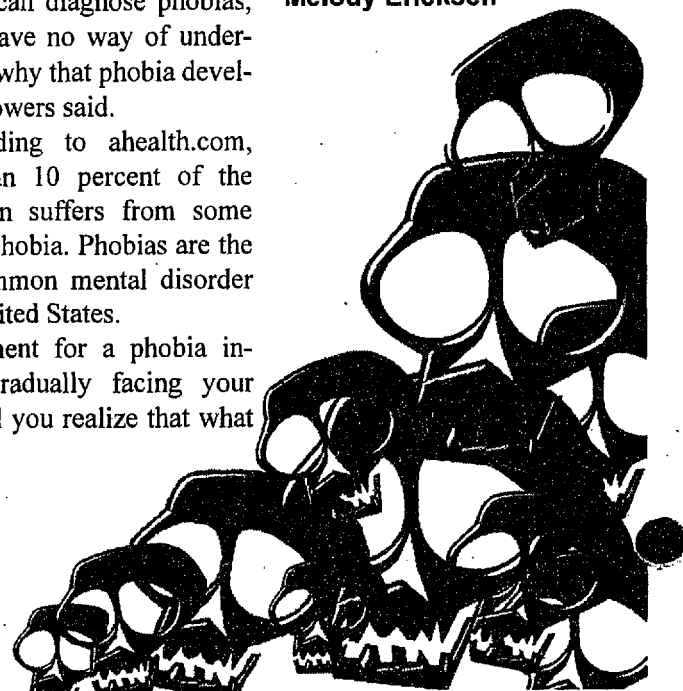 can diagnose phobias,
ave no way of under-
why that phobia devel-
owers said.
ding to ahealth.com,
an 10 percent of the
n suffers from some
hobia. Phobias are the
mmon mental disorder
ited States.
nent for a phobia in-
radually facing your
you realize that what
Melody Ericksen